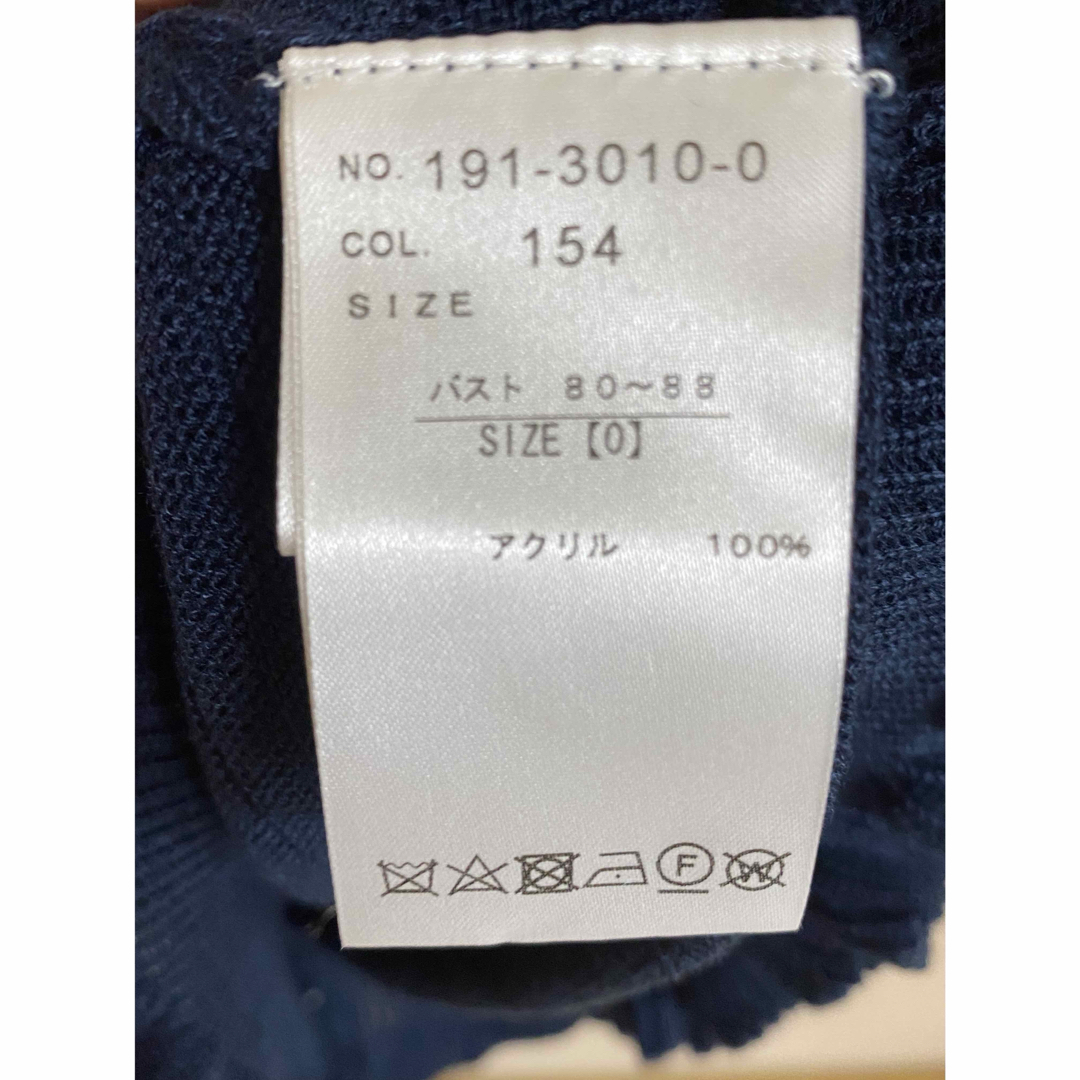 NO. 191-3010-0
COL. 154
SIZE
バスト 80〜88
SIZE【0】
アクリル 100%
F W